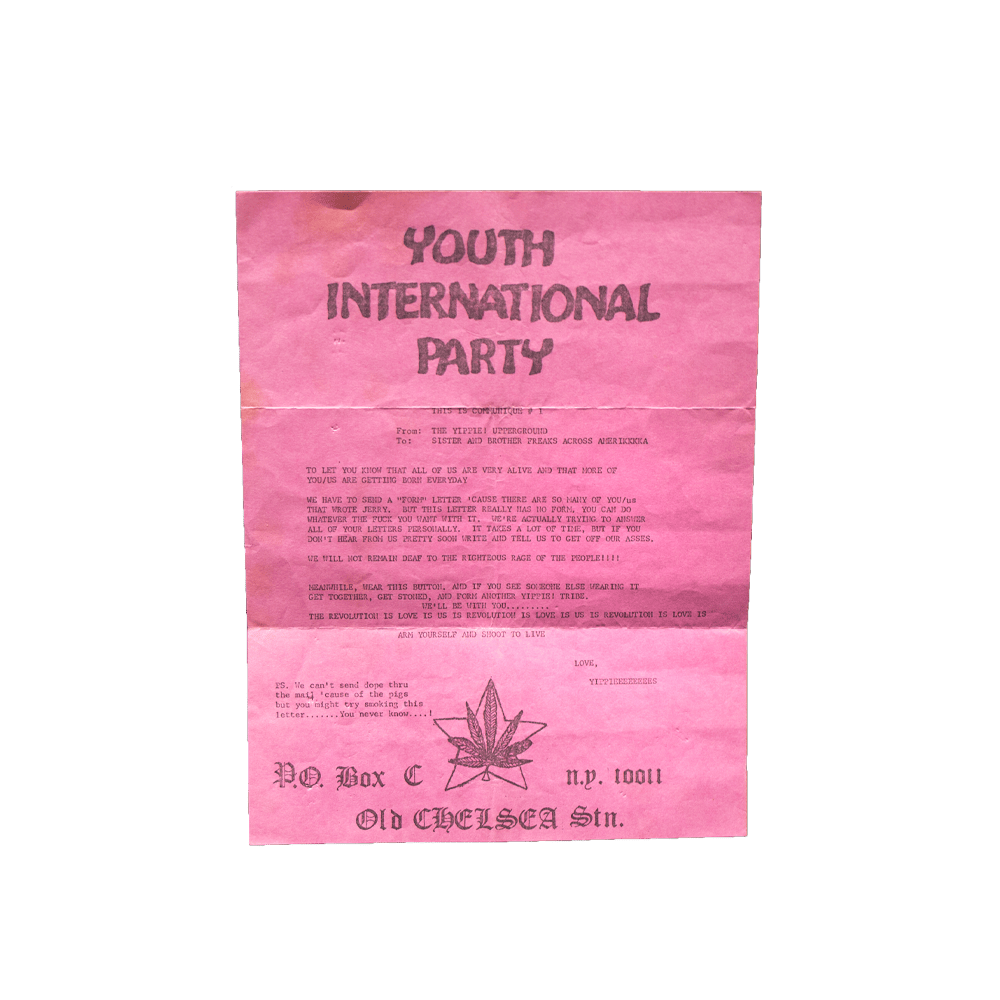 YOUTH
INTERNATIONAL
PARTY
THIS IS COMMUNIQUE # 1
From: THE YIPPIE! UPPERGROUND
To: SISTER AND BROTHER FREAKS ACROSS AMERIKKKA
TO LET YOU KNOW THAT ALL OF US ARE VERY ALIVE AND THAT MORE OF
YOU/US ARE GETTING BORN EVERYDAY
WE HAVE TO SEND A "FORM" LETTER 'CAUSE THERE ARE SO MANY OF YOU/us
THAT WROTE JERRY. BUT THIS LETTER REALLY HAS NO FORM, YOU CAN DO
WHATEVER THE FUCK YOU WANT WITH IT. WE'RE ACTUALLY TRYING TO ANSWER
ALL OF YOUR LETTERS PERSONALLY. IT TAKES A LOT OF TIME, BUT IF YOU
DON'T HEAR FROM US PRETTY SOON WRITE AND TELL US TO GET OFF OUR ASSES.
WE WILL NOT REMAIN DEAF TO THE RIGHTEOUS RAGE OF THE PEOPLE!!!!
MEANWHILE, WEAR THIS BUTTON, AND IF YOU SEE SOMEONE ELSE WEARING IT
GET TOGETHER, GET STONED, AND FORM ANOTHER YIPPIE! TRIBE.
WE'LL BE WITH YOU......... -
THE REVOLUTION IS LOVE IS US IS REVOLUTION IS LOVE IS US IS REVOLUTION IS LOVE IS
ARM YOURSELF AND SHOOT TO LIVE
LOVE,
YIPPIEEEEEEEES
PS. We can't send dope thru
the mail 'cause of the pigs
but you might try smoking this
letter.......You never know....!
P.O. Box C n.y. 10011
Old CHELSEA Stn.